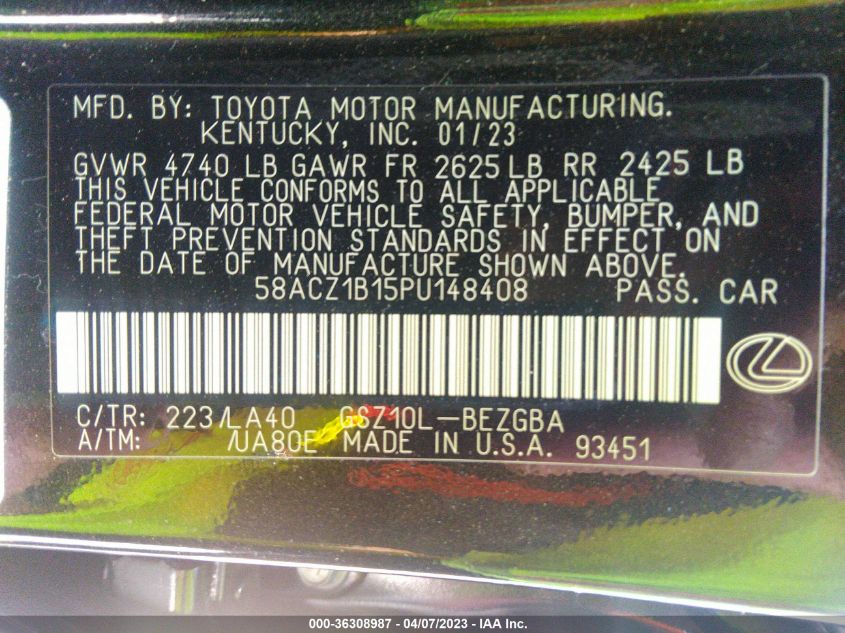 MFD. BY: TOYOTA MOTOR MANUFACTURING.
KENTUCKY, INC. 01/23
GVWR 4740 LB GAWR FR 2625 LB RR 2425 LB
THIS VEHICLE CONFORMS TO ALL APPLICABLE
FEDERAL MOTOR VEHICLE SAFETY, BUMPER, AND
THEFT PREVENTION STANDARDS IN EFFECT ON
THE DATE OF MANUFACTURE SHOWN ABOVE.
58ACZ1B15PU148408 PASS. CAR
C/TR: 223/LA40 GSZ10L-BEZGBA
A/TM: /UA80E MADE IN U.S.A. 93451
000-36308987 - 04/07/2023 - IAA Inc.